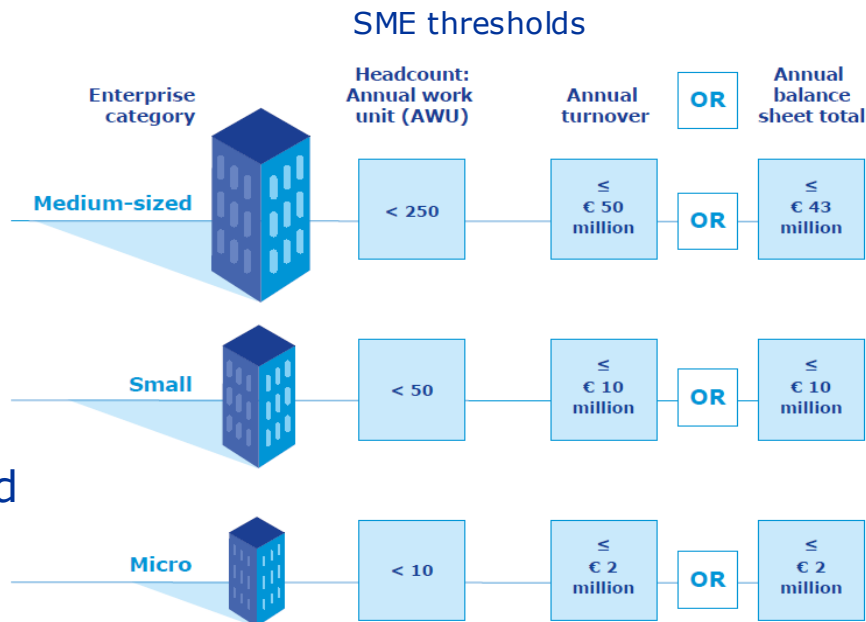 SME thresholds
Enterprise
category
Headcount:
Annual work
unit (AWU)
Annual
turnover
OR
Annual
balance
sheet total
Medium-sized
< 250
≤
€ 50
million
OR
≤
€ 43
million
Small
< 50
≤
€ 10
million
OR
≤
€ 10
million
d
Micro
< 10
≤
€ 2
million
OR
≤
€ 2
million